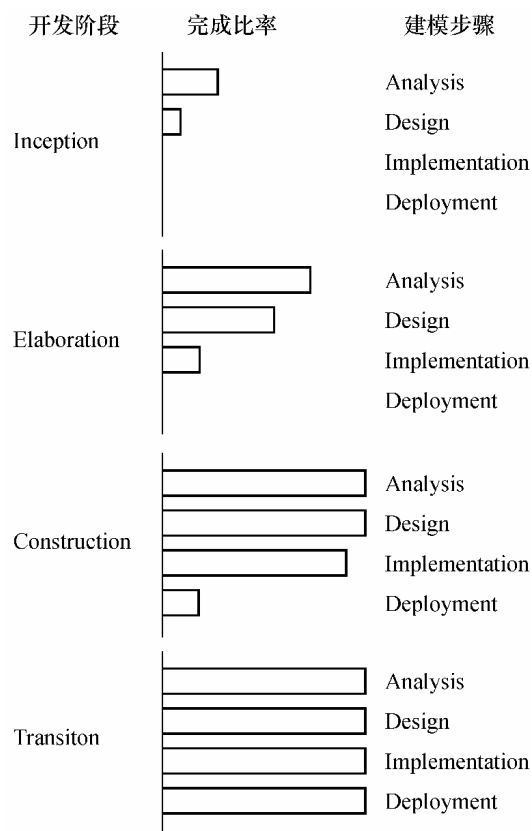 开发阶段 完成比率 建模步骤
Analysis
Design
Inception
Implementation
Deployment
Analysis
Design
Elaboration
Implementation
Deployment
Analysis
Design
Construction
Implementation
Deployment
Analysis
Design
Transiton
Implementation
Deployment